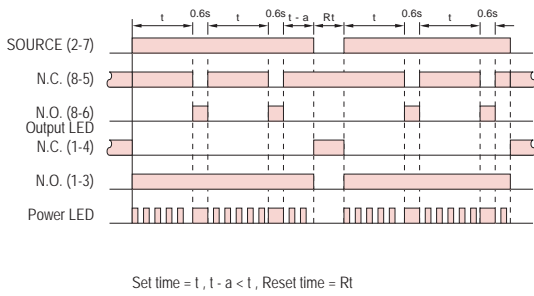 t 0.6s t 0.6s t - a Rt t 0.6s t 0.6s
SOURCE (2-7)
N.C. (8-5)
N.O. (8-6)
Output LED
N.C. (1-4)
N.O. (1-3)
Power LED
Set time = t , t - a < t , Reset time = Rt